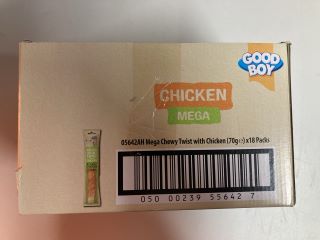 GOOD
BOY
CHICKEN
MEGA
05642AH Mega Chewy Twist with Chicken (70g℮) x18 Packs
050 00239 55642 7